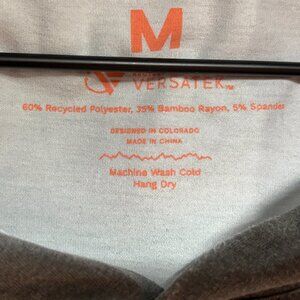 M
VERSATEK™
60% Recycled Polyester, 35% Bamboo Rayon, 5% Spandex
DESIGNED IN COLORADO
MADE IN CHINA
Machine Wash Cold
Hang Dry